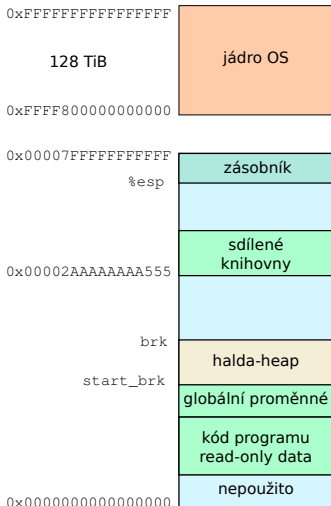 0xFFFFFFFFFFFFFFFF
128 TiB
jádro OS
0xFFFF800000000000
0x00007FFFFFFFFFFF
zásobník
%esp
sdílené
knihovny
0x00002AAAAAAAA555
brk
halda-heap
start_brk
globální proměnné
kód programu
read-only data
nepoužito
0x0000000000000000